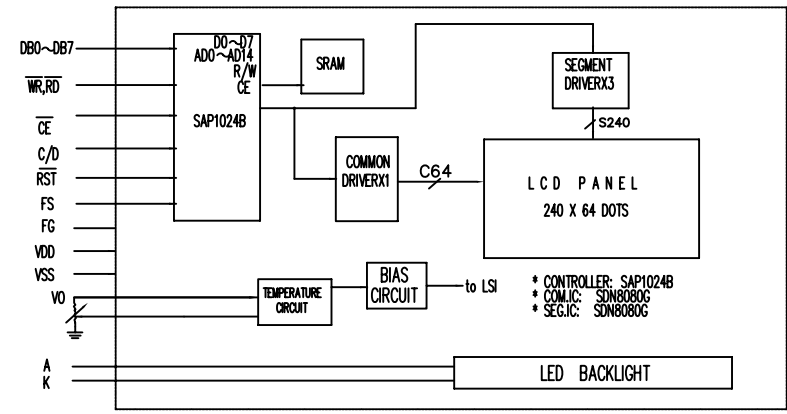 DB0~DB7
WR,RD
CE
C/D
RST
FS
FG
VDD
VSS
VO
A
K
D0~D7
AD0~AD14
R/W
CE
SAP1024B
SRAM
SEGMENT
DRIVERX3
S240
COMMON
DRIVERX1
C64
LCD PANEL
240 X 64 DOTS
TEMPERATURE
CIRCUIT
BIAS
CIRCUIT
to LSI
* CONTROLLER: SAP1024B
* COM.IC: SDN8080G
* SEG.IC: SDN8080G
LED BACKLIGHT